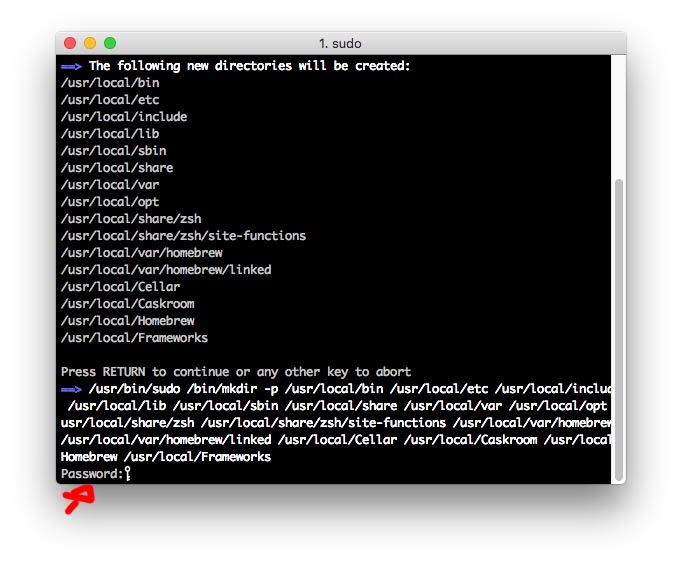 1. sudo
==> The following new directories will be created:
/usr/local/bin
/usr/local/etc
/usr/local/include
/usr/local/lib
/usr/local/sbin
/usr/local/share
/usr/local/var
/usr/local/opt
/usr/local/share/zsh
/usr/local/share/zsh/site-functions
/usr/local/var/homebrew
/usr/local/var/homebrew/linked
/usr/local/Cellar
/usr/local/Caskroom
/usr/local/Homebrew
/usr/local/Frameworks
Press RETURN to continue or any other key to abort
==> /usr/bin/sudo /bin/mkdir -p /usr/local/bin /usr/local/etc /usr/local/includ
/usr/local/lib /usr/local/sbin /usr/local/share /usr/local/var /usr/local/opt
usr/local/share/zsh /usr/local/share/zsh/site-functions /usr/local/var/homebrew
/usr/local/var/homebrew/linked /usr/local/Cellar /usr/local/Caskroom /usr/local
Homebrew /usr/local/Frameworks
Password: